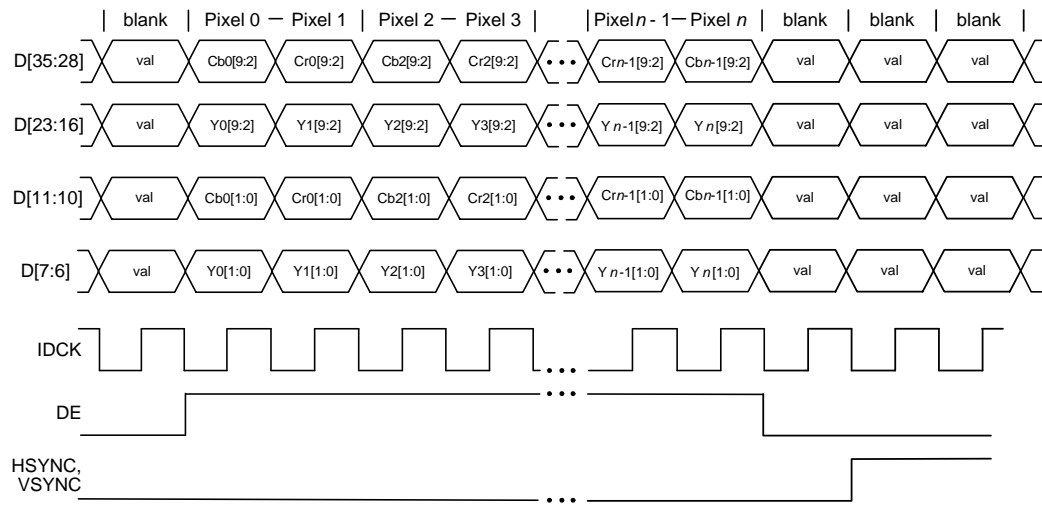 blank Pixel 0 — Pixel 1 Pixel 2 — Pixel 3 Pixel n - 1 — Pixel n blank blank blank
D[35:28] val Cb0[9:2] Cr0[9:2] Cb2[9:2] Cr2[9:2] ••• Crn-1[9:2] Cbn-1[9:2] val val val
D[23:16] val Y0[9:2] Y1[9:2] Y2[9:2] Y3[9:2] ••• Yn-1[9:2] Yn[9:2] val val val
D[11:10] val Cb0[1:0] Cr0[1:0] Cb2[1:0] Cr2[1:0] ••• Crn-1[1:0] Cbn-1[1:0] val val val
D[7:6] val Y0[1:0] Y1[1:0] Y2[1:0] Y3[1:0] ••• Yn-1[1:0] Yn[1:0] val val val
IDCK •••
DE •••
HSYNC,
VSYNC •••